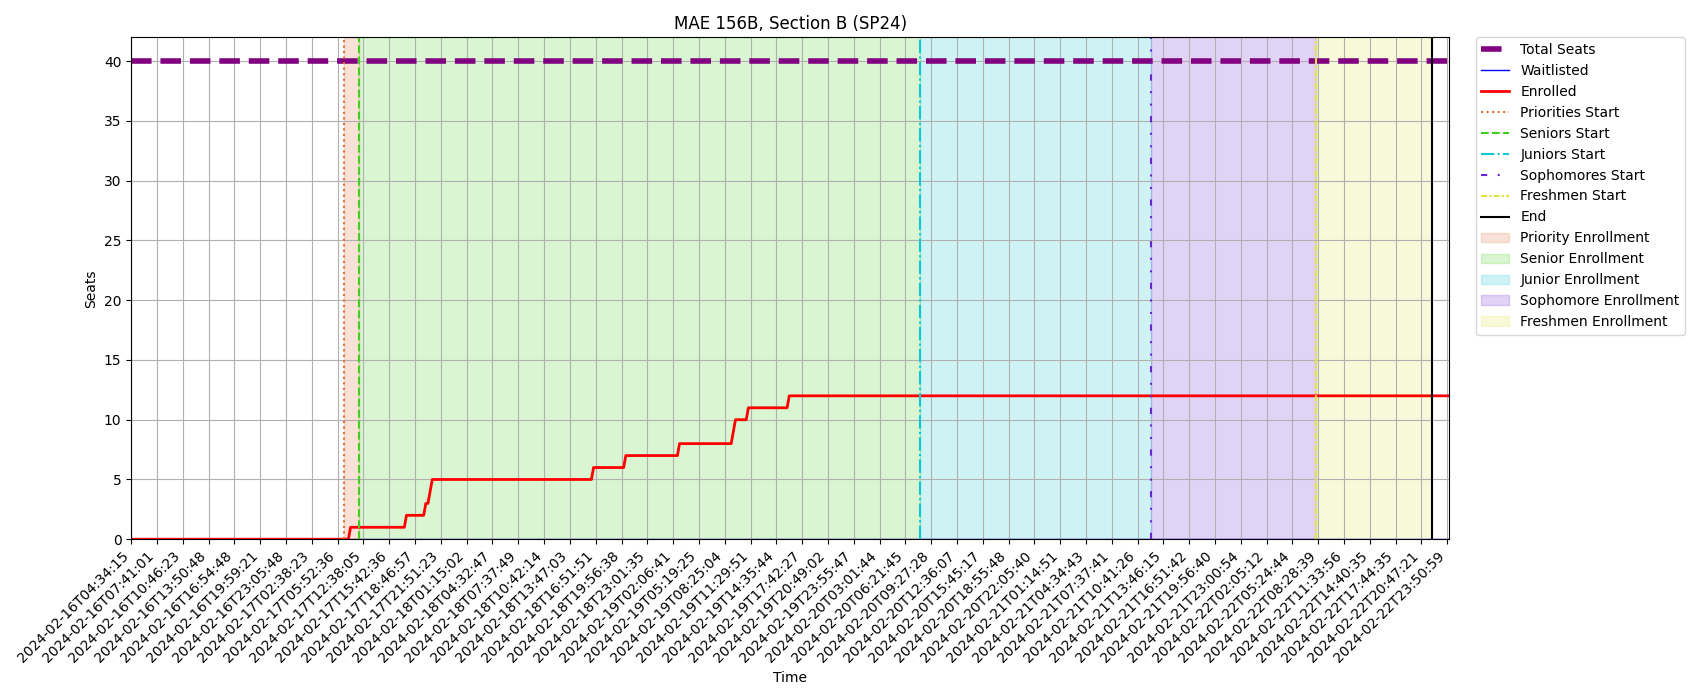 MAE 156B, Section B (SP24)
Seats
40
35
30
25
20
15
10
5
0
Total Seats
Waitlisted
Enrolled
Priorities Start
Seniors Start
Juniors Start
Sophomores Start
Freshmen Start
End
Priority Enrollment
Senior Enrollment
Junior Enrollment
Sophomore Enrollment
Freshmen Enrollment
2024-02-16T04:34:15
2024-02-16T07:41:01
2024-02-16T10:46:23
2024-02-16T13:50:48
2024-02-16T16:54:48
2024-02-16T19:59:21
2024-02-16T23:05:48
2024-02-17T02:38:23
2024-02-17T05:52:36
2024-02-17T12:38:05
2024-02-17T15:42:36
2024-02-17T18:46:57
2024-02-17T21:51:23
2024-02-18T01:15:02
2024-02-18T04:32:47
2024-02-18T07:37:49
2024-02-18T10:42:14
2024-02-18T13:47:03
2024-02-18T16:51:51
2024-02-18T19:56:38
2024-02-18T23:01:35
2024-02-19T02:06:41
2024-02-19T05:19:25
2024-02-19T08:25:04
2024-02-19T11:29:51
2024-02-19T14:35:44
2024-02-19T17:42:27
2024-02-19T20:49:02
2024-02-19T23:55:47
2024-02-20T03:01:44
2024-02-20T06:21:45
2024-02-20T09:27:28
2024-02-20T12:36:07
2024-02-20T15:45:17
2024-02-20T18:55:48
2024-02-20T22:05:40
2024-02-21T01:14:51
2024-02-21T04:34:43
2024-02-21T07:37:41
2024-02-21T10:41:26
2024-02-21T13:46:15
2024-02-21T16:51:42
2024-02-21T19:56:40
2024-02-21T23:00:54
2024-02-22T02:05:12
2024-02-22T05:24:44
2024-02-22T08:28:39
2024-02-22T11:33:56
2024-02-22T14:40:35
2024-02-22T17:44:35
2024-02-22T20:47:21
2024-02-22T23:50:59
Time